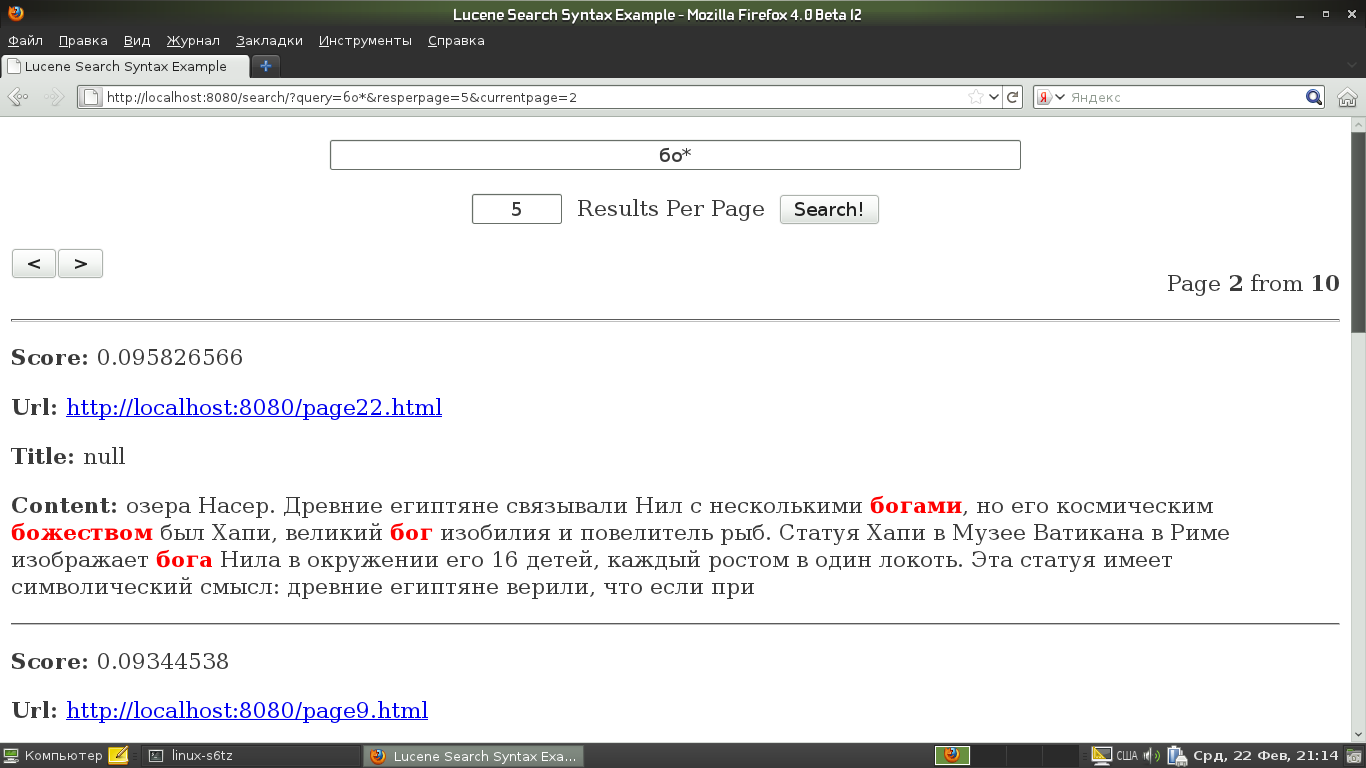 Lucene Search Syntax Example - Mozilla Firefox 4.0 Beta 12
Файл Правка Вид Журнал Закладки Инструменты Справка
Lucene Search Syntax Example
http://localhost:8080/search/?query=бо*&resperpage=5&currentpage=2
Яндекс
бо*
5 Results Per Page Search!
< >
Page 2 from 10
Score: 0.095826566
Url: http://localhost:8080/page22.html
Title: null
Content: озера Насер. Древние египтяне связывали Нил с несколькими богами, но его космическим
божеством был Хапи, великий бог изобилия и повелитель рыб. Статуя Хапи в Музее Ватикана в Риме
изображает бога Нила в окружении его 16 детей, каждый ростом в один локоть. Эта статуя имеет
символический смысл: древние египтяне верили, что если при
Score: 0.09344538
Url: http://localhost:8080/page9.html
Компьютер linux-s6tz Lucene Search Syntax Exa... США Срд, 22 Фев, 21:14